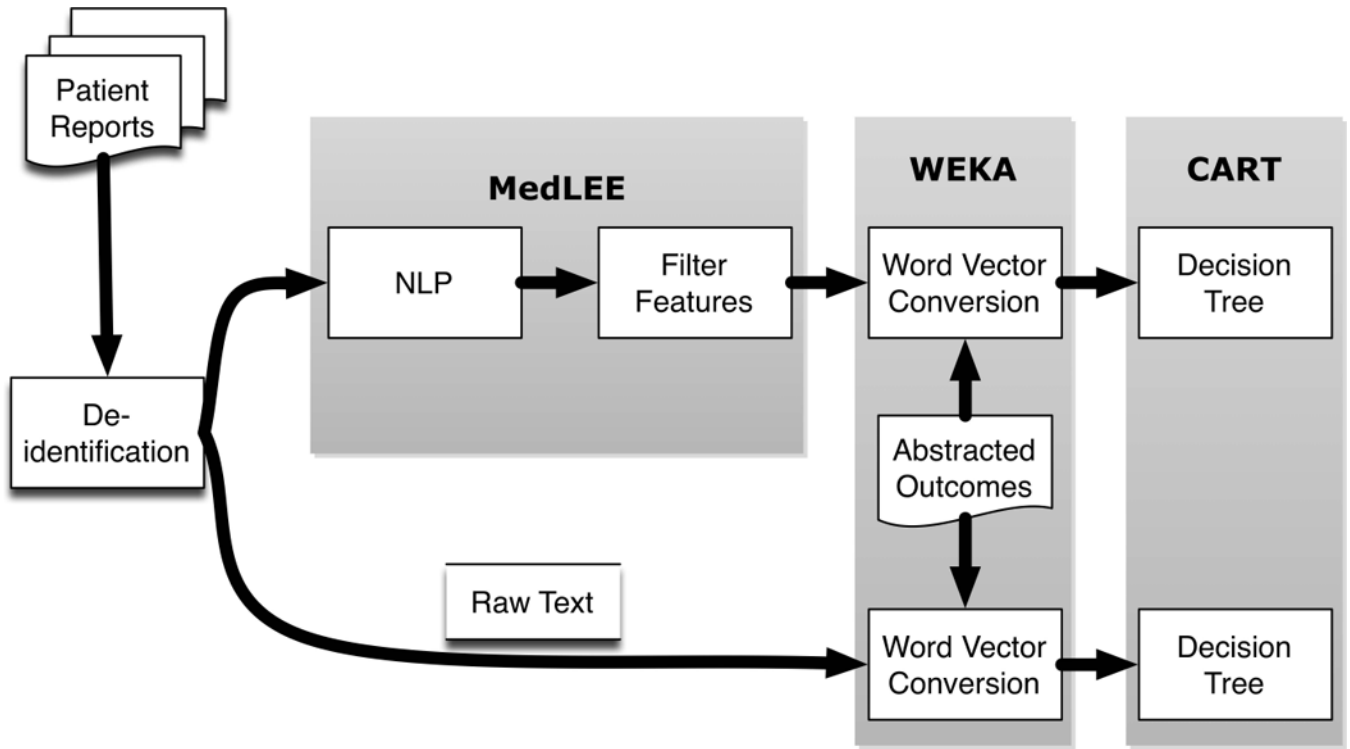 Patient
Reports
MedLEE
WEKA
CART
NLP
Filter
Features
Word Vector
Conversion
Decision
Tree
De-
identification
Abstracted
Outcomes
Raw Text
Word Vector
Conversion
Decision
Tree